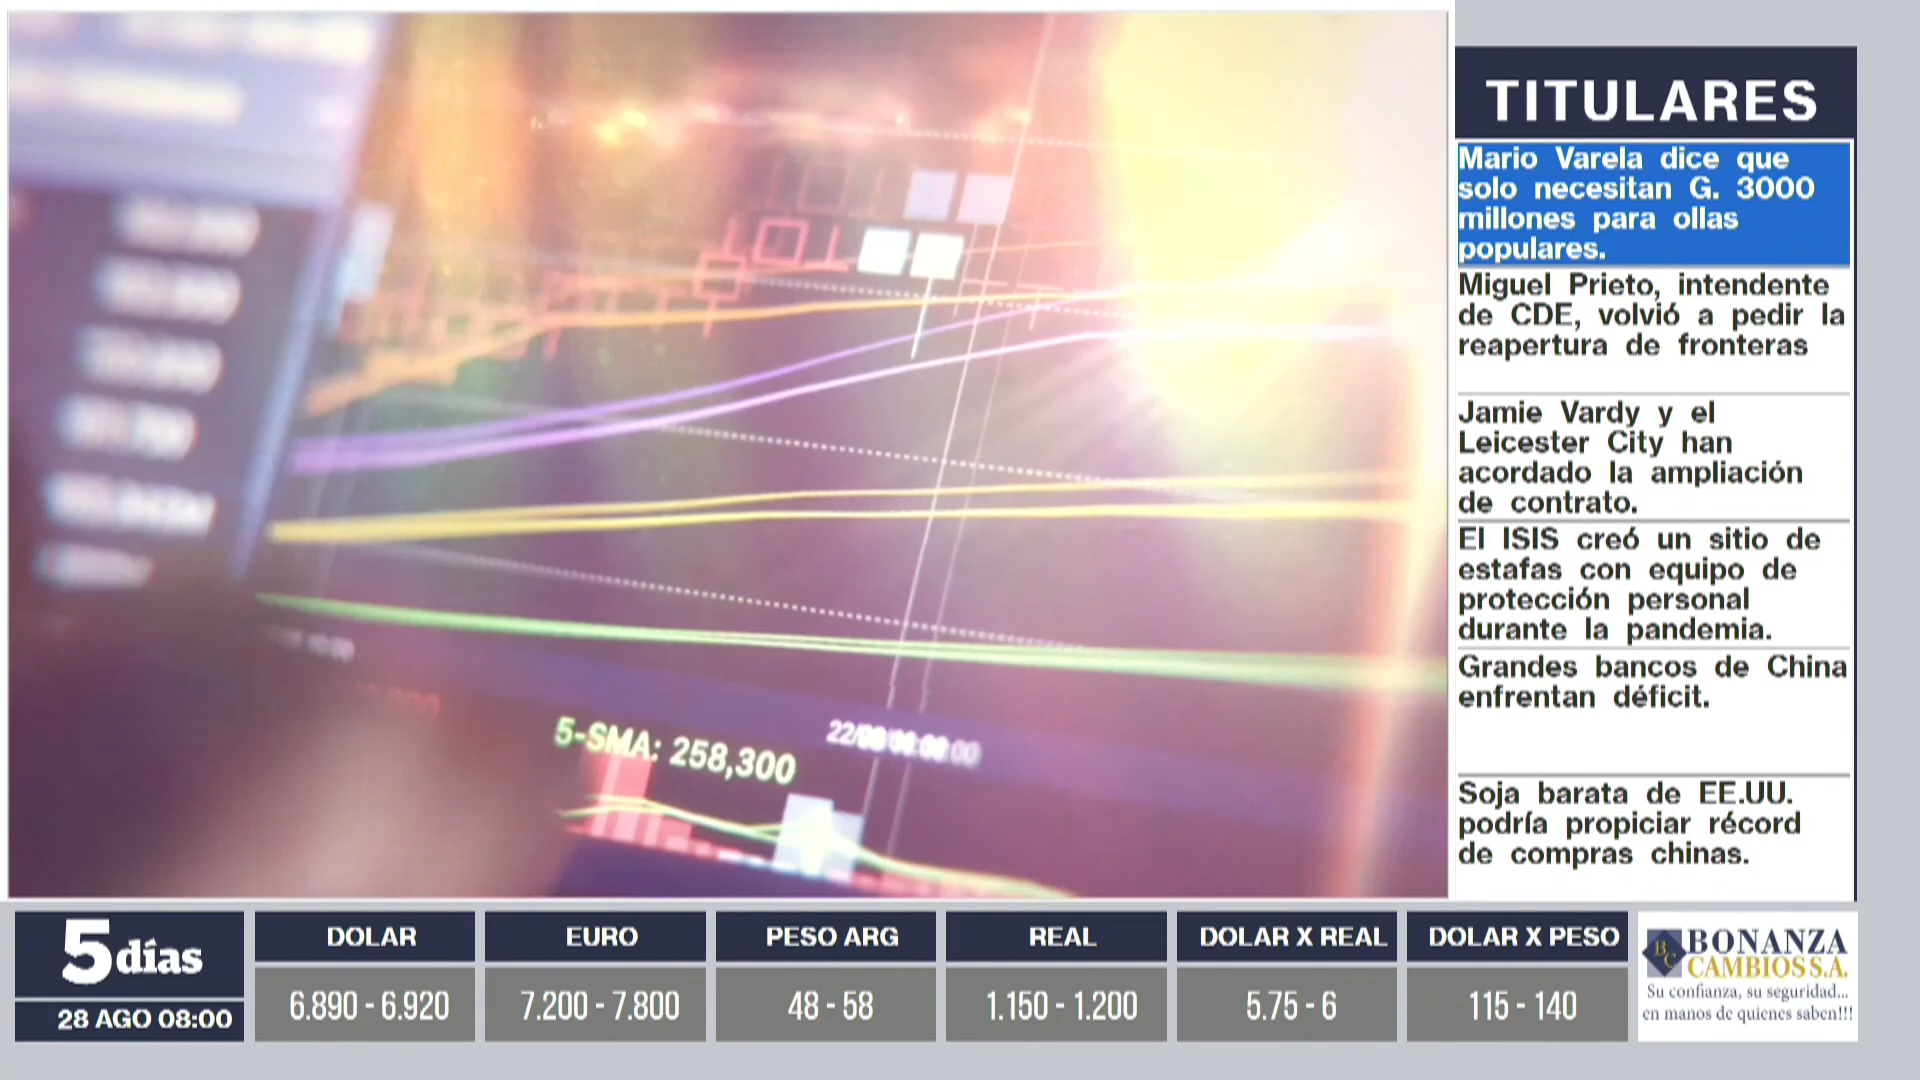 TITULARES
Mario Varela dice que
solo necesitan G. 3000
millones para ollas
populares.
Miguel Prieto, intendente
de CDE, volvió a pedir la
reapertura de fronteras
Jamie Vardy y el
Leicester City han
acordado la ampliación
de contrato.
El ISIS creó un sitio de
estafas con equipo de
protección personal
durante la pandemia.
Grandes bancos de China
enfrentan déficit.
Soja barata de EE.UU.
podría propiciar récord
de compras chinas.
5-SMA: 258,300
5días
28 AGO 08:00
DOLAR
6.890 - 6.920
EURO
7.200 - 7.800
PESO ARG
48 - 58
REAL
1.150 - 1.200
DOLAR X REAL
5.75 - 6
DOLAR X PESO
115 - 140
BC
BONANZA
CAMBIOS S.A.
Su confianza, su seguridad...
en manos de quienes saben!!!